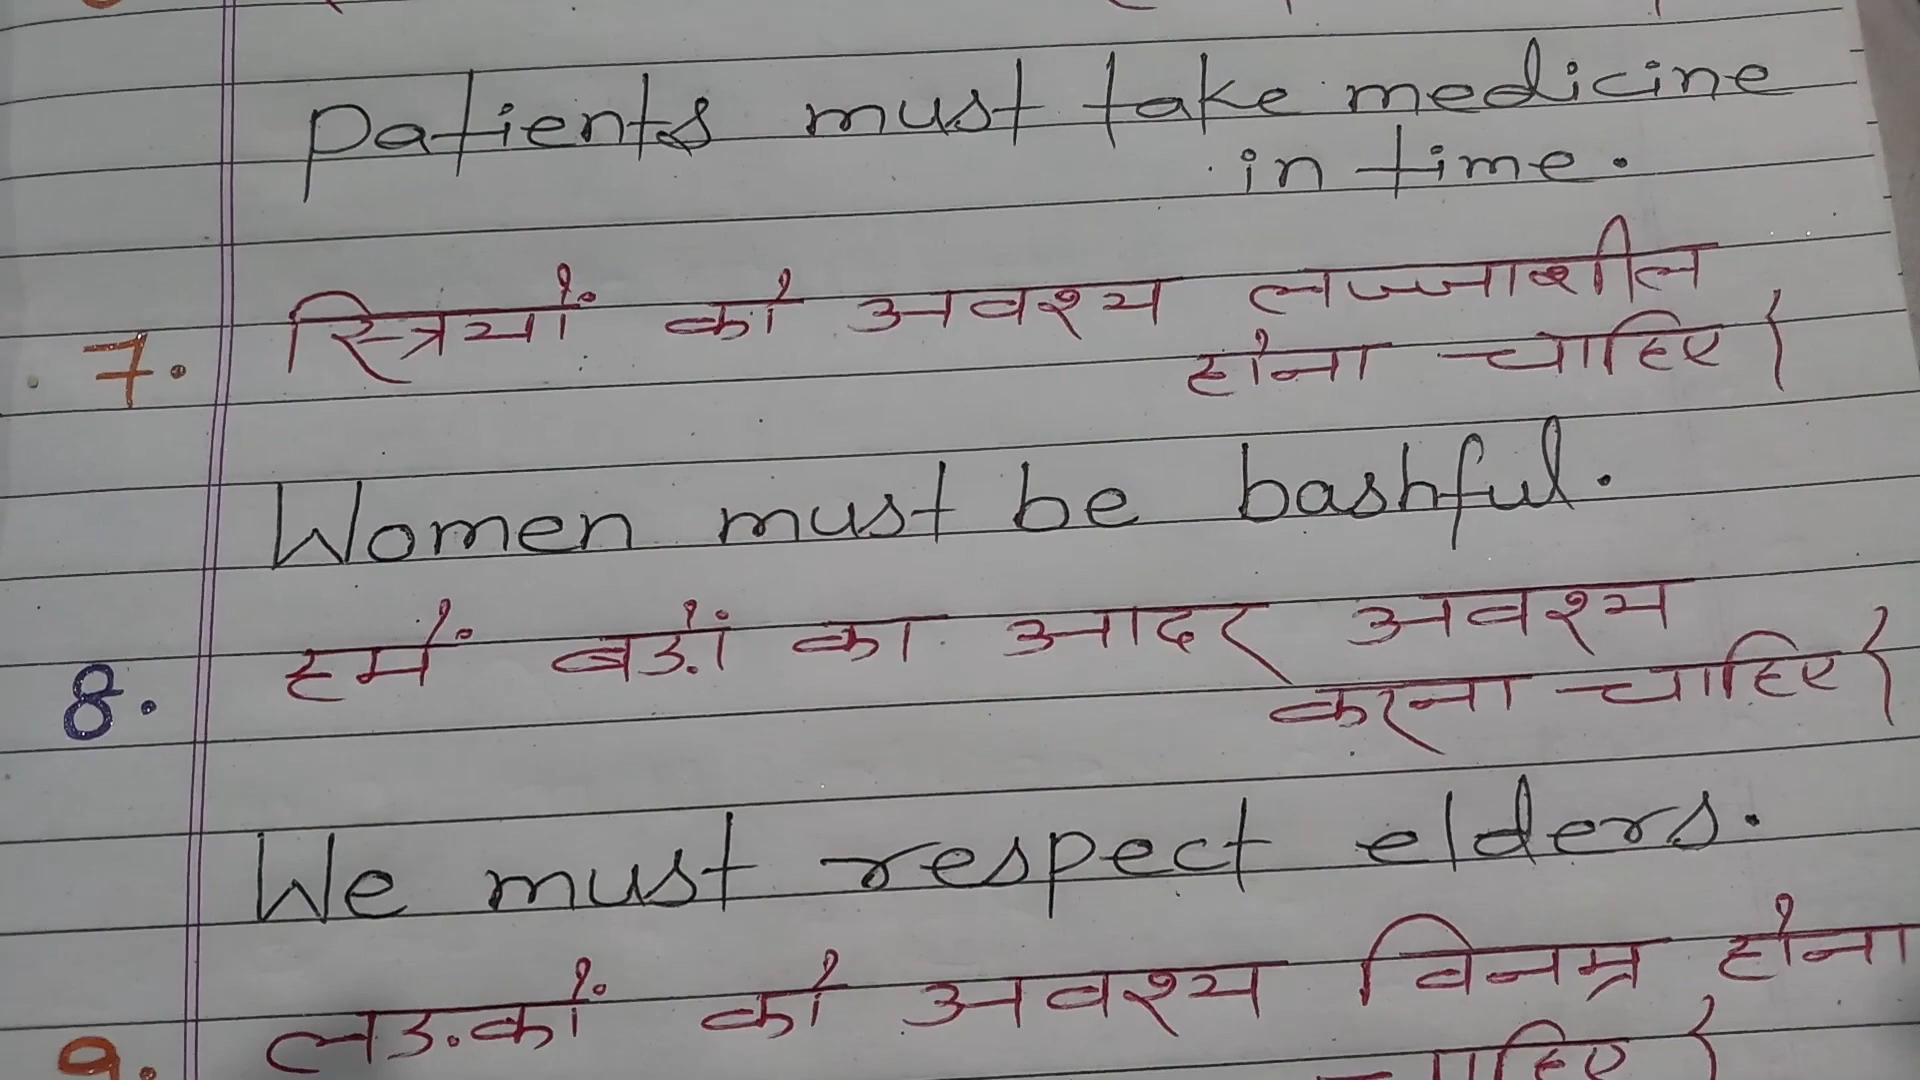 Patients must take medicine
in time.
7. स्त्रियों को अवश्य लज्जाशील
होना चाहिए।
Women must be bashful.
8. हमें बड़ों का आदर अवश्य
करना चाहिए।
We must respect elders.
9. लड़कों को अवश्य विनम्र होना
चाहिए।